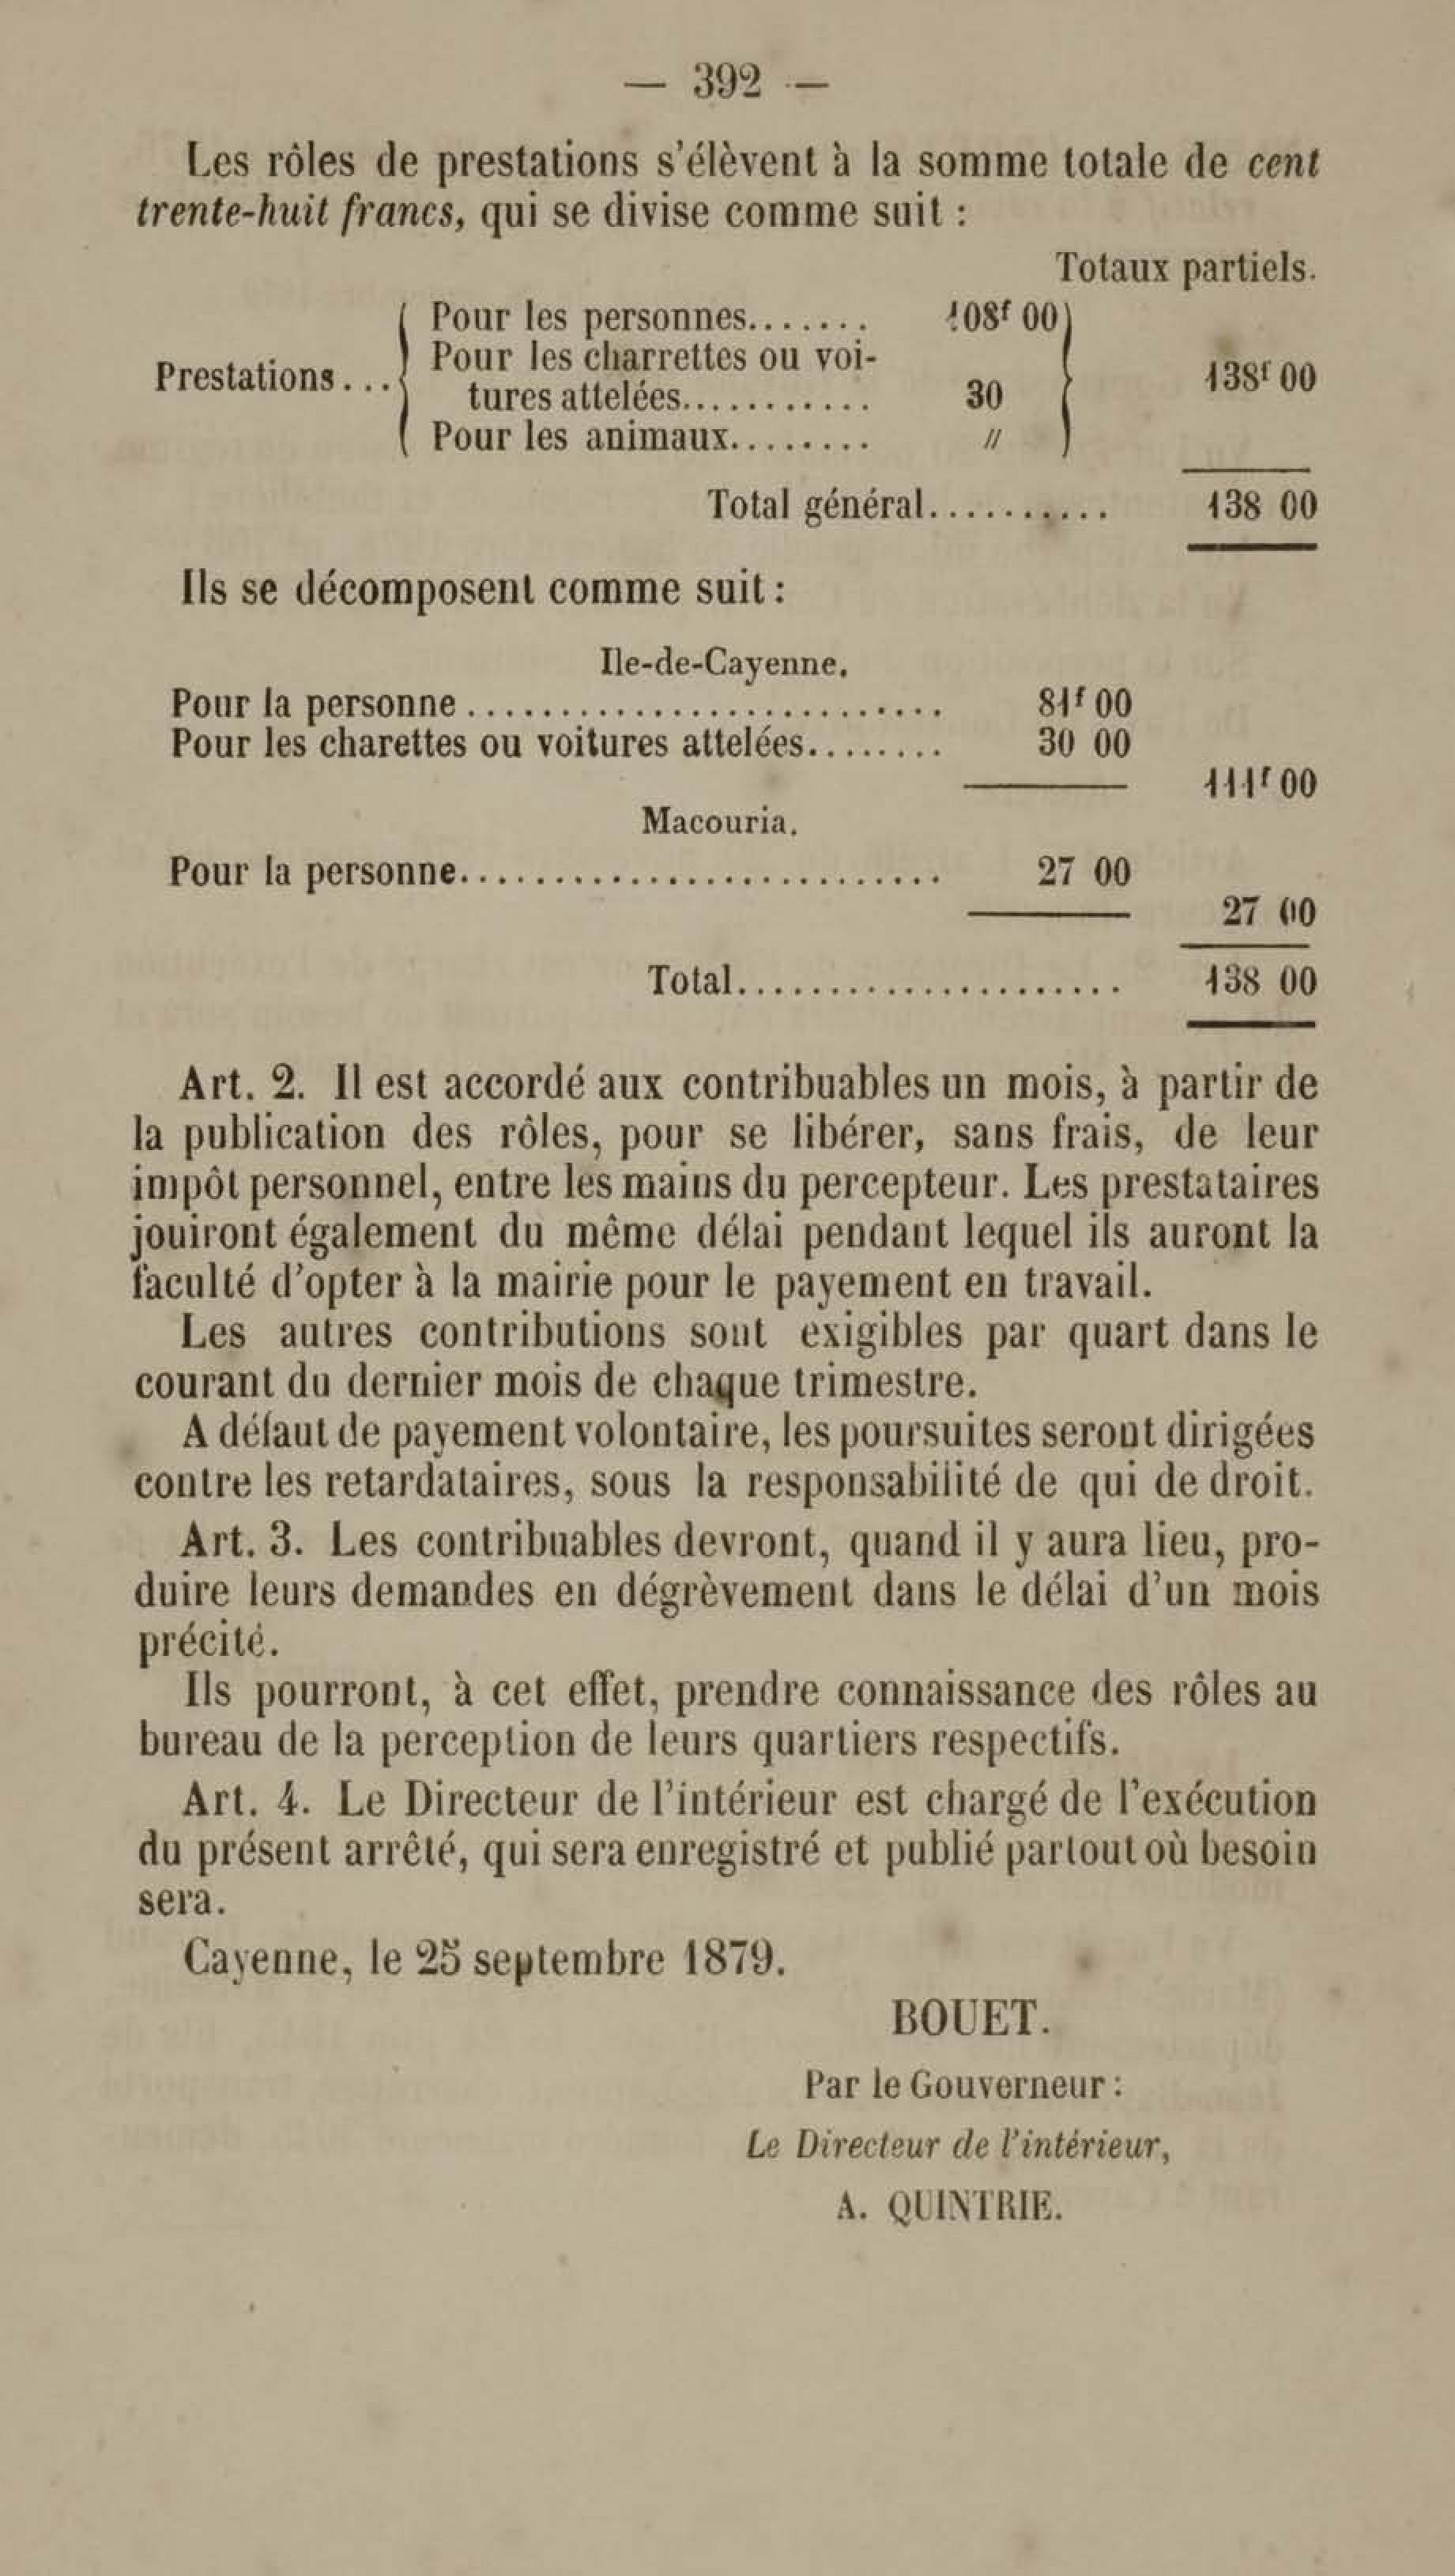 — 392 —
Les rôles de prestations s'élèvent à la somme totale de cent
trente-huit francs, qui se divise comme suit :
Totaux partiels.
Pour les personnes....... 108f 00
Pour les charrettes ou voi-
Prestations... 138f 00
tures attelées........... 30
Pour les animaux........ "
Total général.......... 138 00
Ils se décomposent comme suit :
Ile-de-Cayenne.
Pour la personne .......................... 81f 00
Pour les charettes ou voitures attelées........ 30 00
111f 00
Macouria.
Pour la personne.......................... 27 00
27 00
Total..................... 138 00
Art. 2. Il est accordé aux contribuables un mois, à partir de
la publication des rôles, pour se libérer, sans frais, de leur
impôt personnel, entre les mains du percepteur. Les prestataires
jouiront également du même délai pendant lequel ils auront la
faculté d'opter à la mairie pour le payement en travail.
Les autres contributions sont exigibles par quart dans le
courant du dernier mois de chaque trimestre.
A défaut de payement volontaire, les poursuites seront dirigées
contre les retardataires, sous la responsabilité de qui de droit.
Art. 3. Les contribuables devront, quand il y aura lieu, pro-
duire leurs demandes en dégrèvement dans le délai d'un mois
précité.
Ils pourront, à cet effet, prendre connaissance des rôles au
bureau de la perception de leurs quartiers respectifs.
Art. 4. Le Directeur de l'intérieur est chargé de l'exécution
du présent arrêté, qui sera enregistré et publié partout où besoin
sera.
Cayenne, le 25 septembre 1879.
BOUET.
Par le Gouverneur :
Le Directeur de l'intérieur,
A. QUINTRIE.